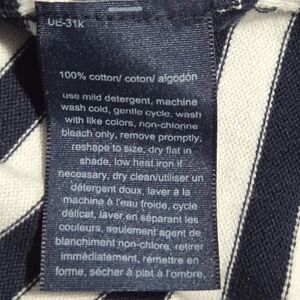 UE-31k
100% cotton/ coton/ algodón
use mild detergent, machine
wash cold, gentle cycle, wash
with like colors, non-chlorine
bleach only, remove promptly,
reshape to size, dry flat in
shade, low heat iron if
necessary, dry clean/utiliser un
détergent doux, laver à la
machine à l'eau froide, cycle
délicat, laver en séparant les
couleurs, seulement agent de
blanchiment non-chlore, retirer
immédiatement, remettre en
forme, sécher à plat à l'ombre,